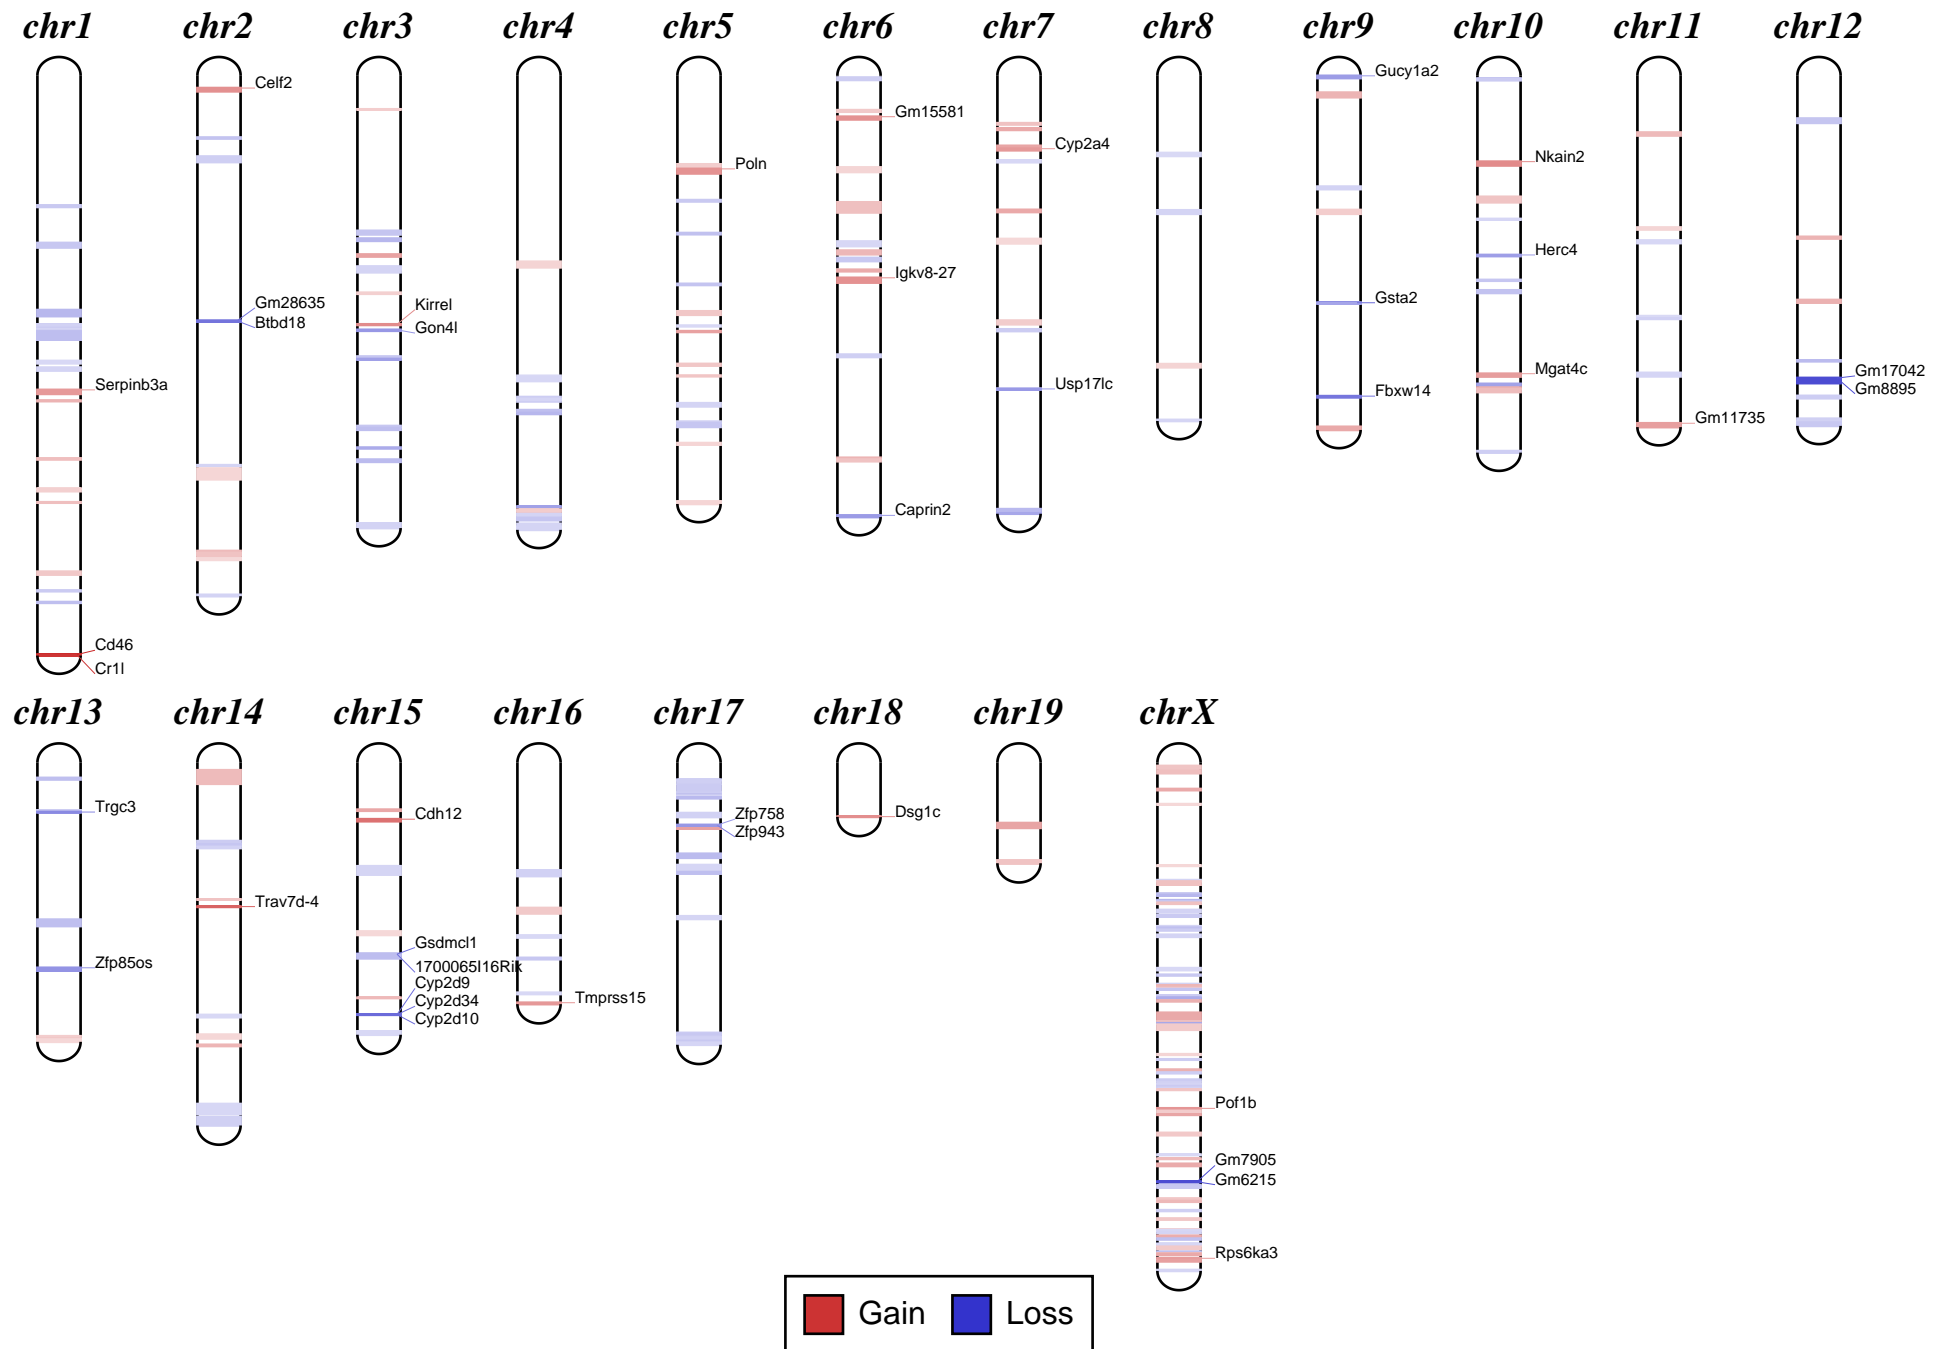 chr1 chr2 chr3 chr4 chr5 chr6 chr7 chr8 chr9 chr10 chr11 chr12
Serpinb3a
Cd46
Cr1l
Celf2
Gm28635
Btbd18
Kirrel
Gon4l
Poln
Gm15581
Igkv8-27
Caprin2
Cyp2a4
Usp17lc
Gucy1a2
Gsta2
Fbxw14
Nkain2
Herc4
Mgat4c
Gm11735
Gm17042
Gm8895
chr13 chr14 chr15 chr16 chr17 chr18 chr19 chrX
Trgc3
Zfp85os
Trav7d-4
Cdh12
Gsdmcl1
1700065I16Rik
Cyp2d9
Cyp2d34
Cyp2d10
Tmprss15
Zfp758
Zfp943
Dsg1c
Pof1b
Gm7905
Gm6215
Rps6ka3
Gain Loss